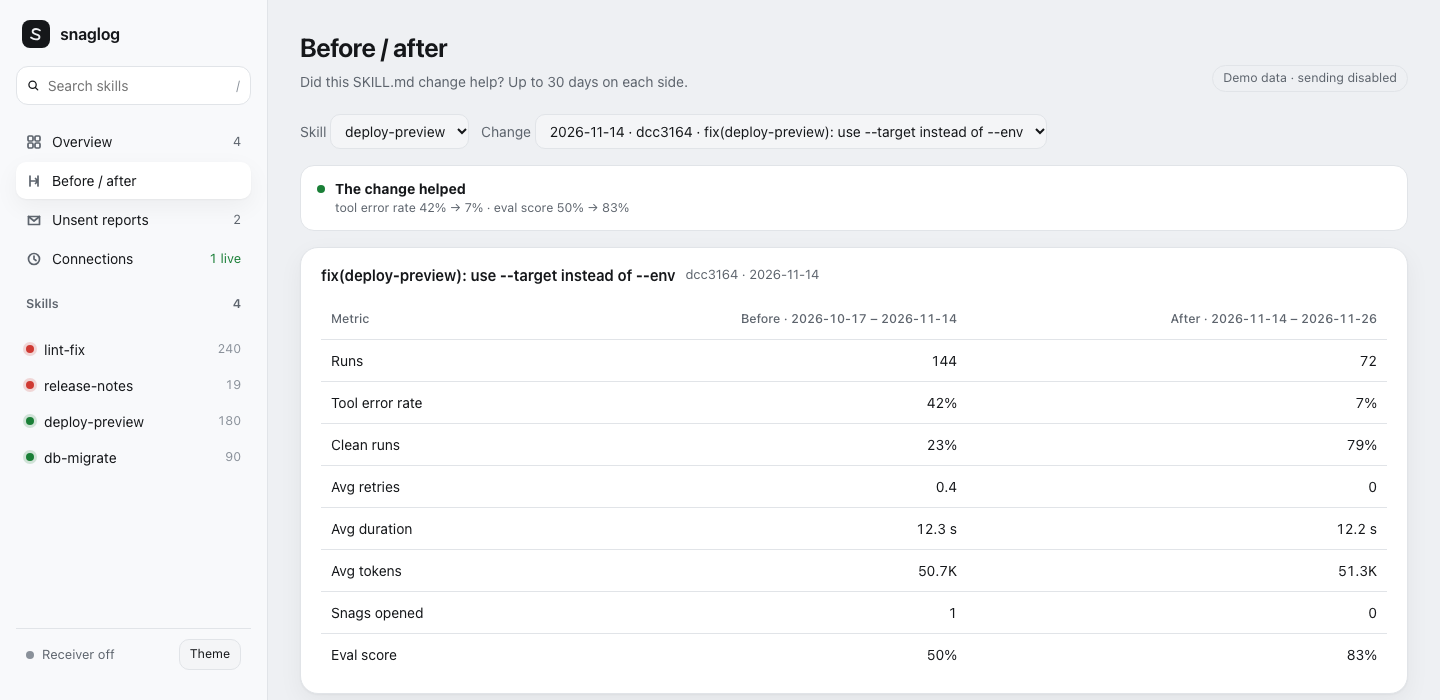 S snaglog
Search skills /
Overview 4
Before / after
Unsent reports 2
Connections 1 live
Skills 4
lint-fix 240
release-notes 19
deploy-preview 180
db-migrate 90
Receiver off Theme
Before / after
Did this SKILL.md change help? Up to 30 days on each side.
Demo data · sending disabled
Skill deploy-preview Change 2026-11-14 · dcc3164 · fix(deploy-preview): use --target instead of --env
The change helped
tool error rate 42% → 7% · eval score 50% → 83%
fix(deploy-preview): use --target instead of --env dcc3164 · 2026-11-14
Metric Before · 2026-10-17 – 2026-11-14 After · 2026-11-14 – 2026-11-26
Runs 144 72
Tool error rate 42% 7%
Clean runs 23% 79%
Avg retries 0.4 0
Avg duration 12.3 s 12.2 s
Avg tokens 50.7K 51.3K
Snags opened 1 0
Eval score 50% 83%